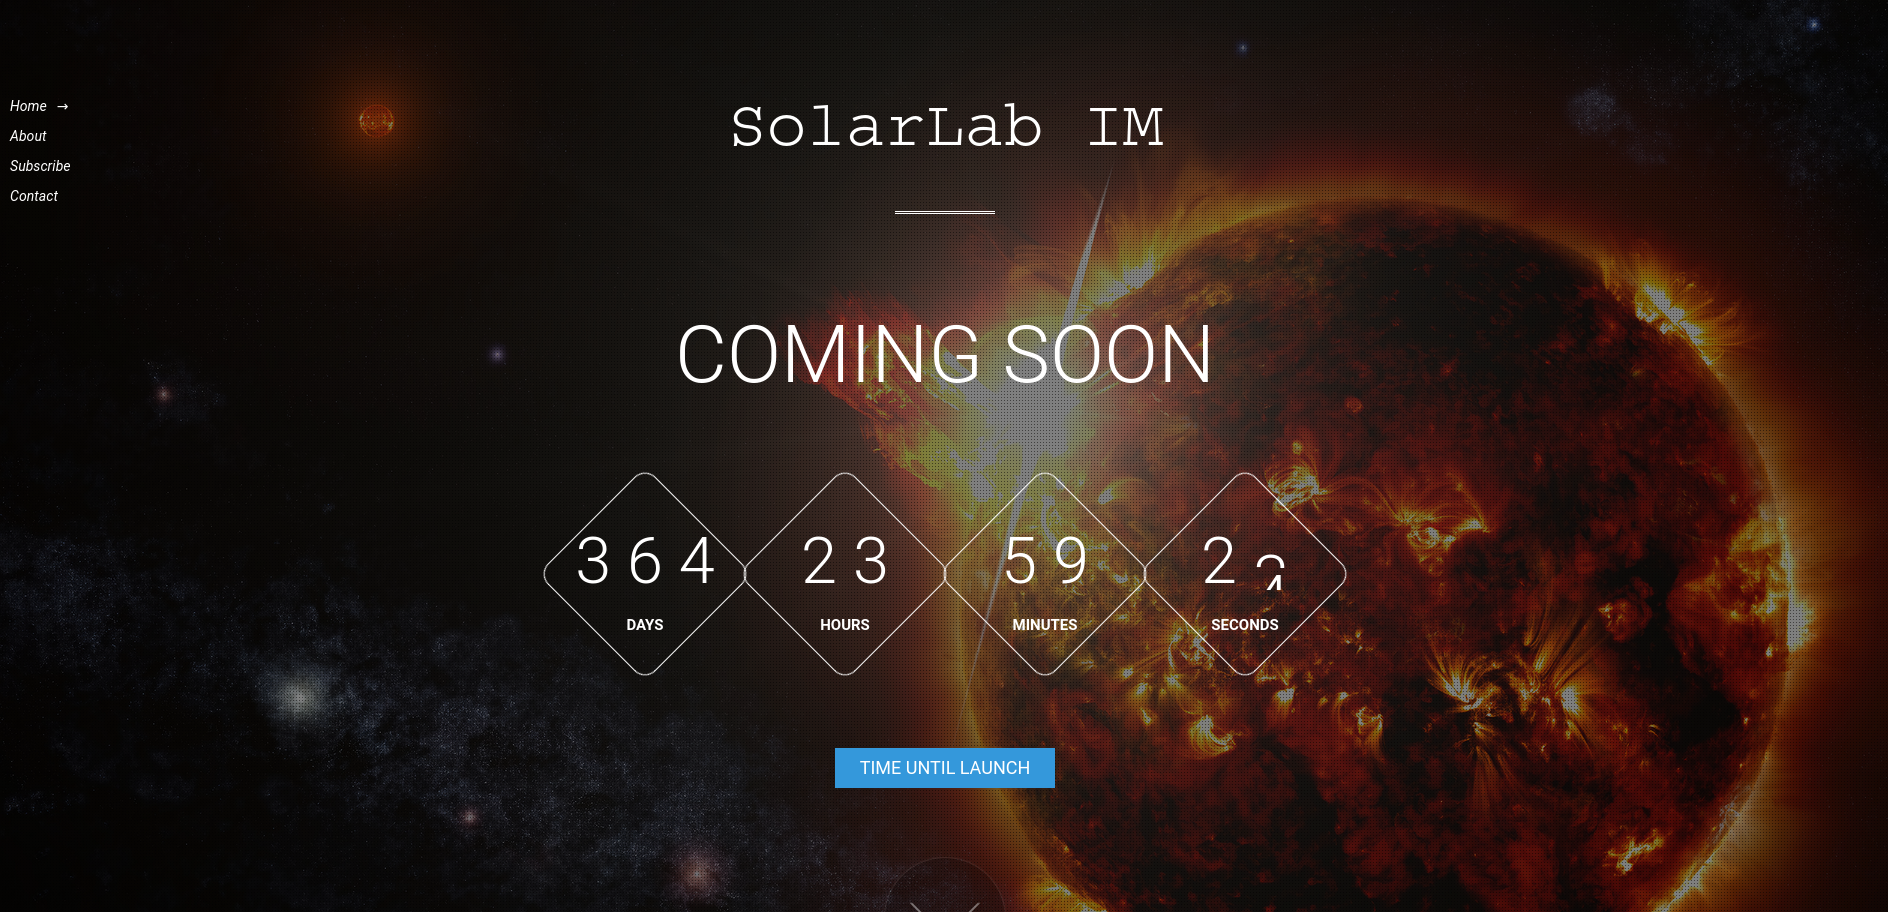 SolarLab IM
Home →
About
Subscribe
Contact
COMING SOON
364
DAYS
23
HOURS
59
MINUTES
2
SECONDS
TIME UNTIL LAUNCH